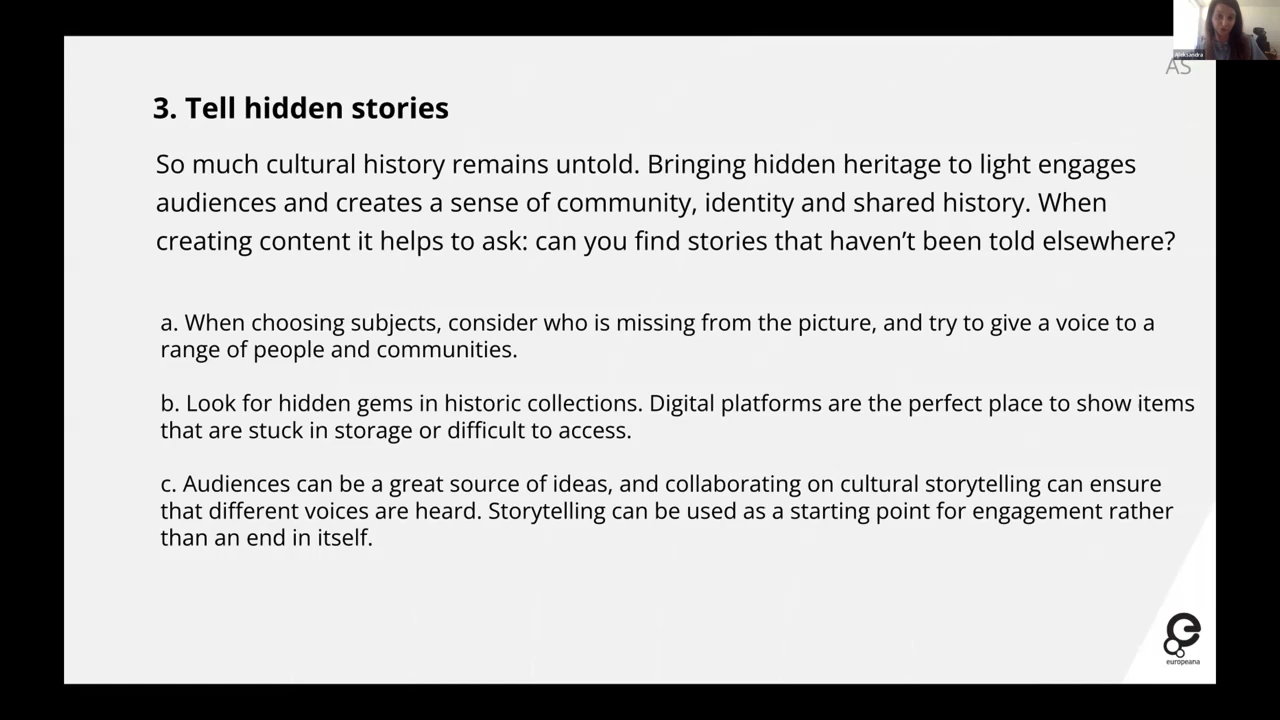 Aleksandra
AS
3. Tell hidden stories
So much cultural history remains untold. Bringing hidden heritage to light engages
audiences and creates a sense of community, identity and shared history. When
creating content it helps to ask: can you find stories that haven’t been told elsewhere?
a. When choosing subjects, consider who is missing from the picture, and try to give a voice to a
range of people and communities.
b. Look for hidden gems in historic collections. Digital platforms are the perfect place to show items
that are stuck in storage or difficult to access.
c. Audiences can be a great source of ideas, and collaborating on cultural storytelling can ensure
that different voices are heard. Storytelling can be used as a starting point for engagement rather
than an end in itself.
europeana